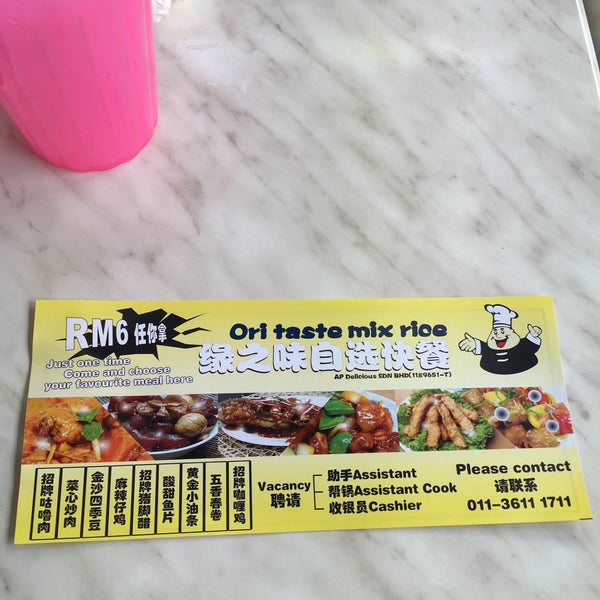 RM6 任你拿
Just one time
Come and choose
your favourite meal here
Ori taste mix rice
缘之味自选快餐
AP Delicious SDN BHD(1189651-T)
招牌咕噜肉
菜心炒肉
金沙四季豆
麻辣仔鸡
招牌猪脚醋
酸甜鱼片
黄金小油条
五香春卷
招牌咖喱鸡
Vacancy
聘请
助手Assistant
帮锅Assistant Cook
收银员Cashier
Please contact
请联系
011-3611 1711